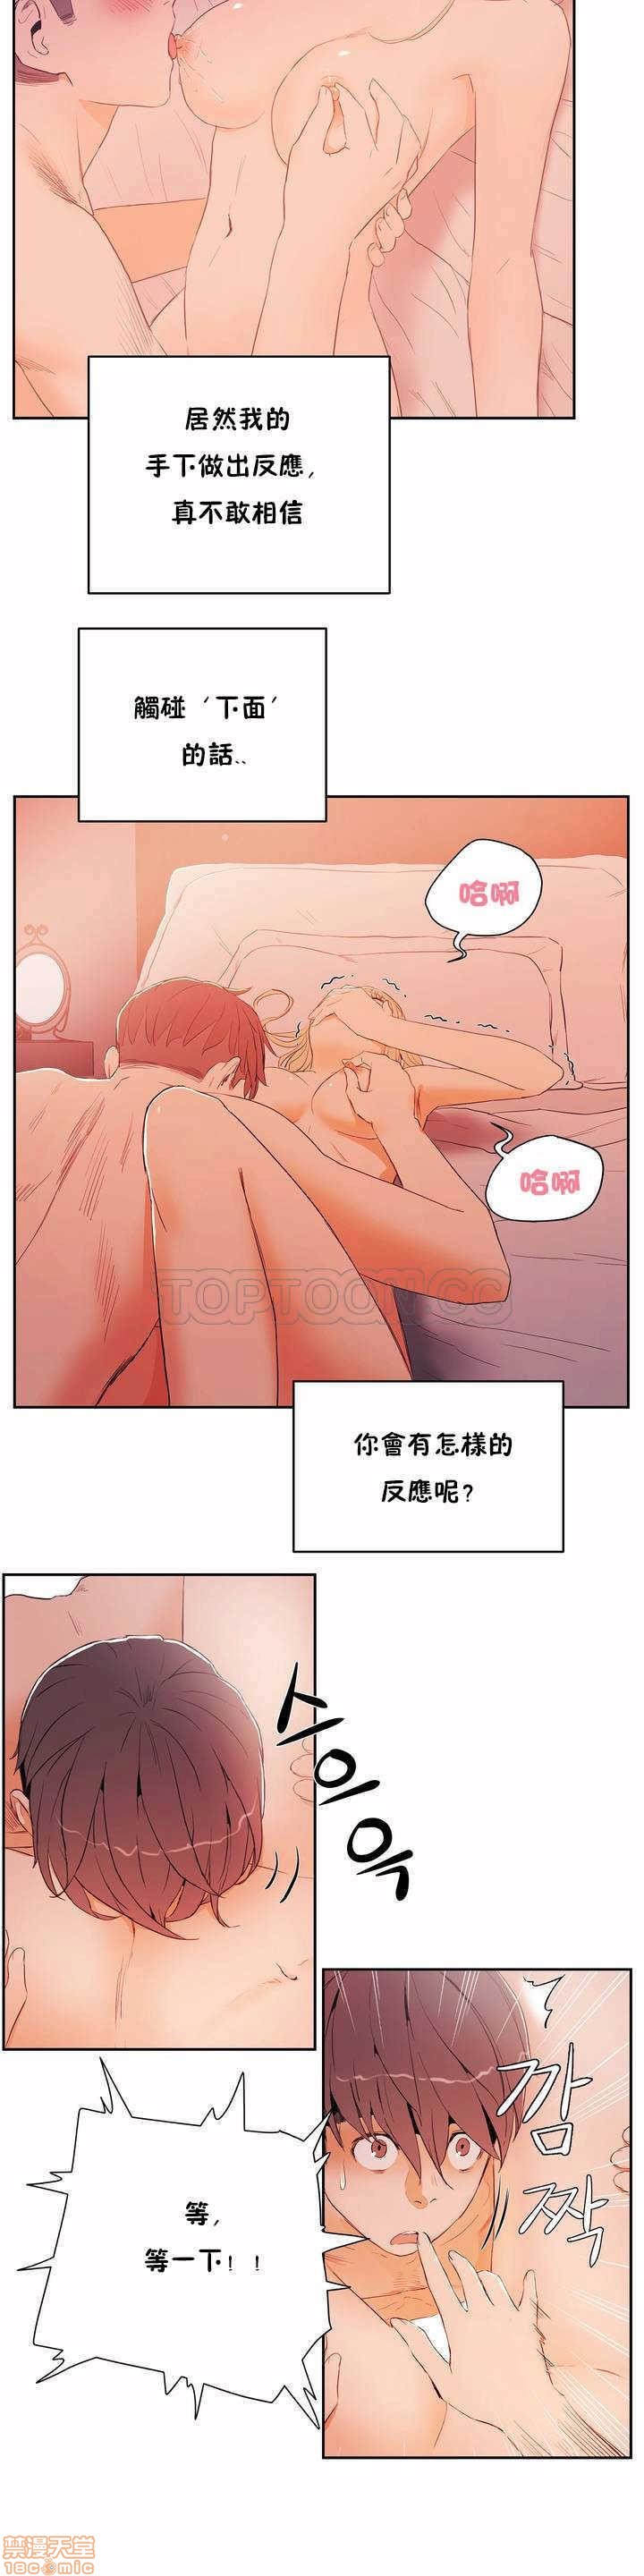 居然我的
手下做出反應,
真不敢相信
觸碰‘下面’
的話..
哈啊
哈啊
TOPTOON.CC
你會有怎樣的
反應呢?
스이윽
깜짝
等,
等一下!!
禁漫天堂
18comic